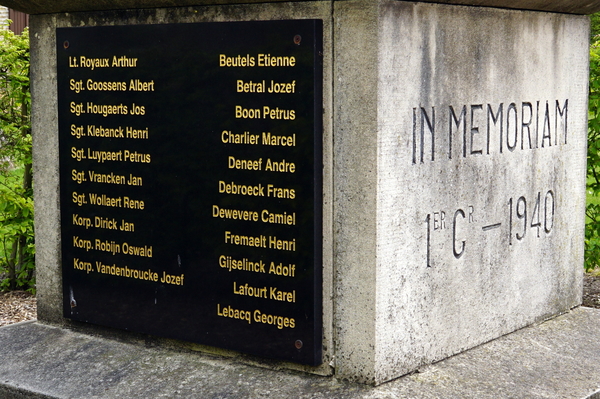 Lt. Royaux Arthur
Sgt. Goossens Albert
Sgt. Hougaerts Jos
Sgt. Klebanck Henri
Sgt. Luypaert Petrus
Sgt. Vrancken Jan
Sgt. Wollaert Rene
Korp. Dirick Jan
Korp. Robijn Oswald
Korp. Vandenbroucke Jozef
Beutels Etienne
Betral Jozef
Boon Petrus
Charlier Marcel
Deneef Andre
Debroeck Frans
Dewevere Camiel
Fremaelt Henri
Gijselinck Adolf
Lafourt Karel
Lebacq Georges
IN MEMORIAM
1ER CR — 1940